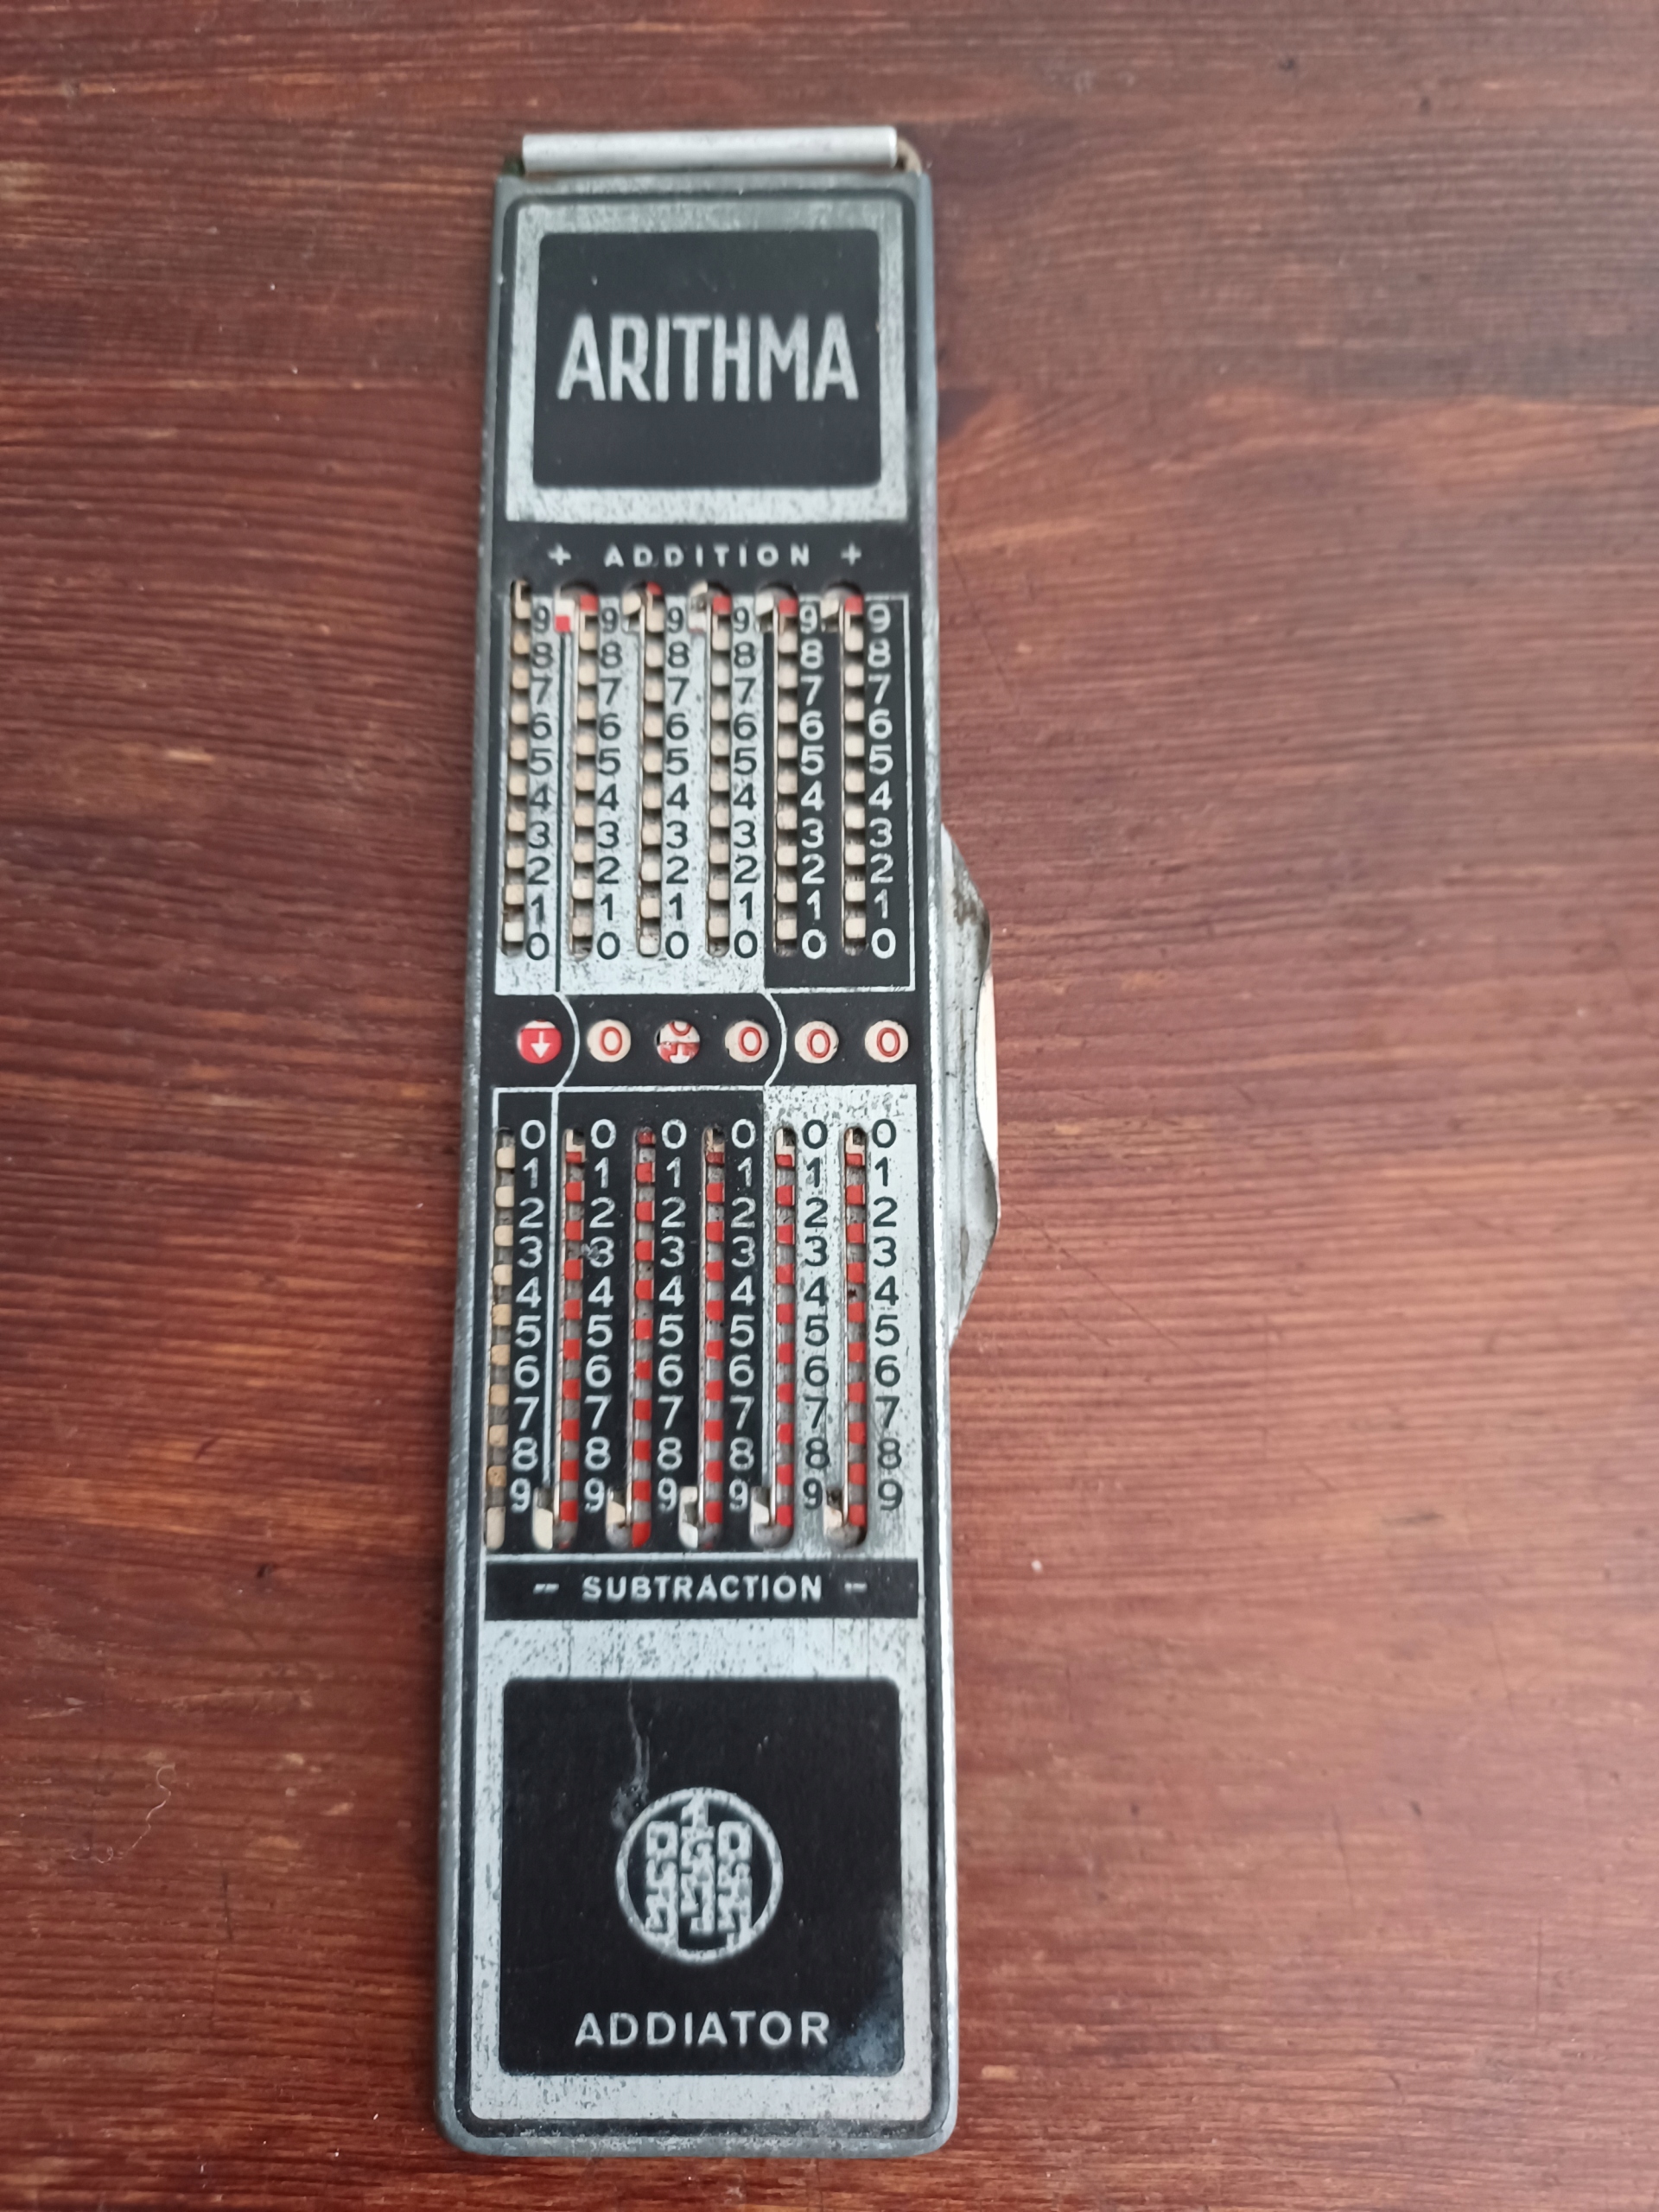 ARITHMA
+ ADDITION +
9 9 9 9 9 9
8 8 8 8 8 8
7 7 7 7 7 7
6 6 6 6 6 6
5 5 5 5 5 5
4 4 4 4 4 4
3 3 3 3 3 3
2 2 2 2 2 2
1 1 1 1 1 1
0 0 0 0 0 0
↓ 0 0 0 0
0 0 0 0 0 0
1 1 1 1 1 1
2 2 2 2 2 2
3 3 3 3 3 3
4 4 4 4 4 4
5 5 5 5 5 5
6 6 6 6 6 6
7 7 7 7 7 7
8 8 8 8 8 8
9 9 9 9 9 9
-- SUBTRACTION --
ADDIATOR